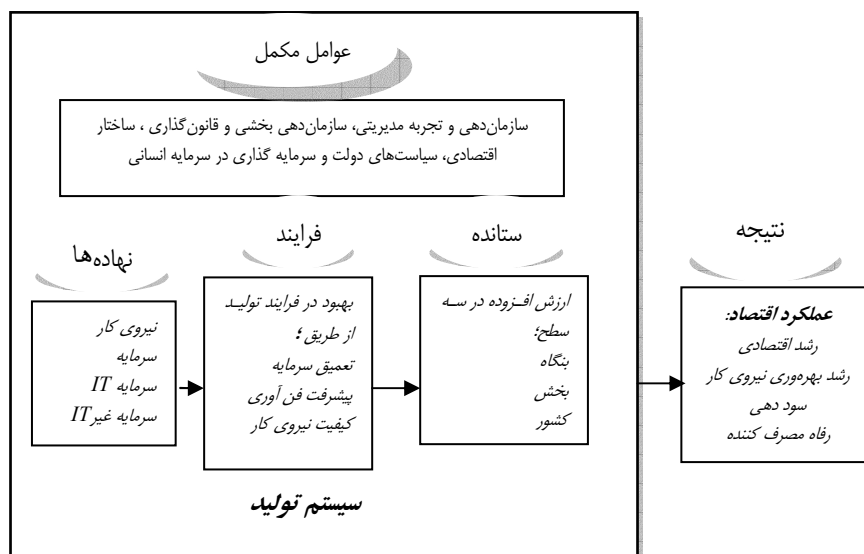 عوامل مکمل
سازمان‌دهی و تجربه مدیریتی، سازمان‌دهی بخشی و قانون‌گذاری ، ساختار
اقتصادی، سیاست‌های دولت و سرمایه گذاری در سرمایه انسانی
نهاده‌ها
نیروی کار
سرمایه
سرمایه IT
سرمایه غیر IT
فرایند
بهبود در فرایند تولید
از طریق ؛
تعمیق سرمایه
پیشرفت فن آوری
کیفیت نیروی کار
ستانده
ارزش افزوده در سه
سطح؛
بنگاه
بخش
کشور
سیستم تولید
نتیجه
عملکرد اقتصاد:
رشد اقتصادی
رشد بهره‌وری نیروی کار
سود دهی
رفاه مصرف کننده